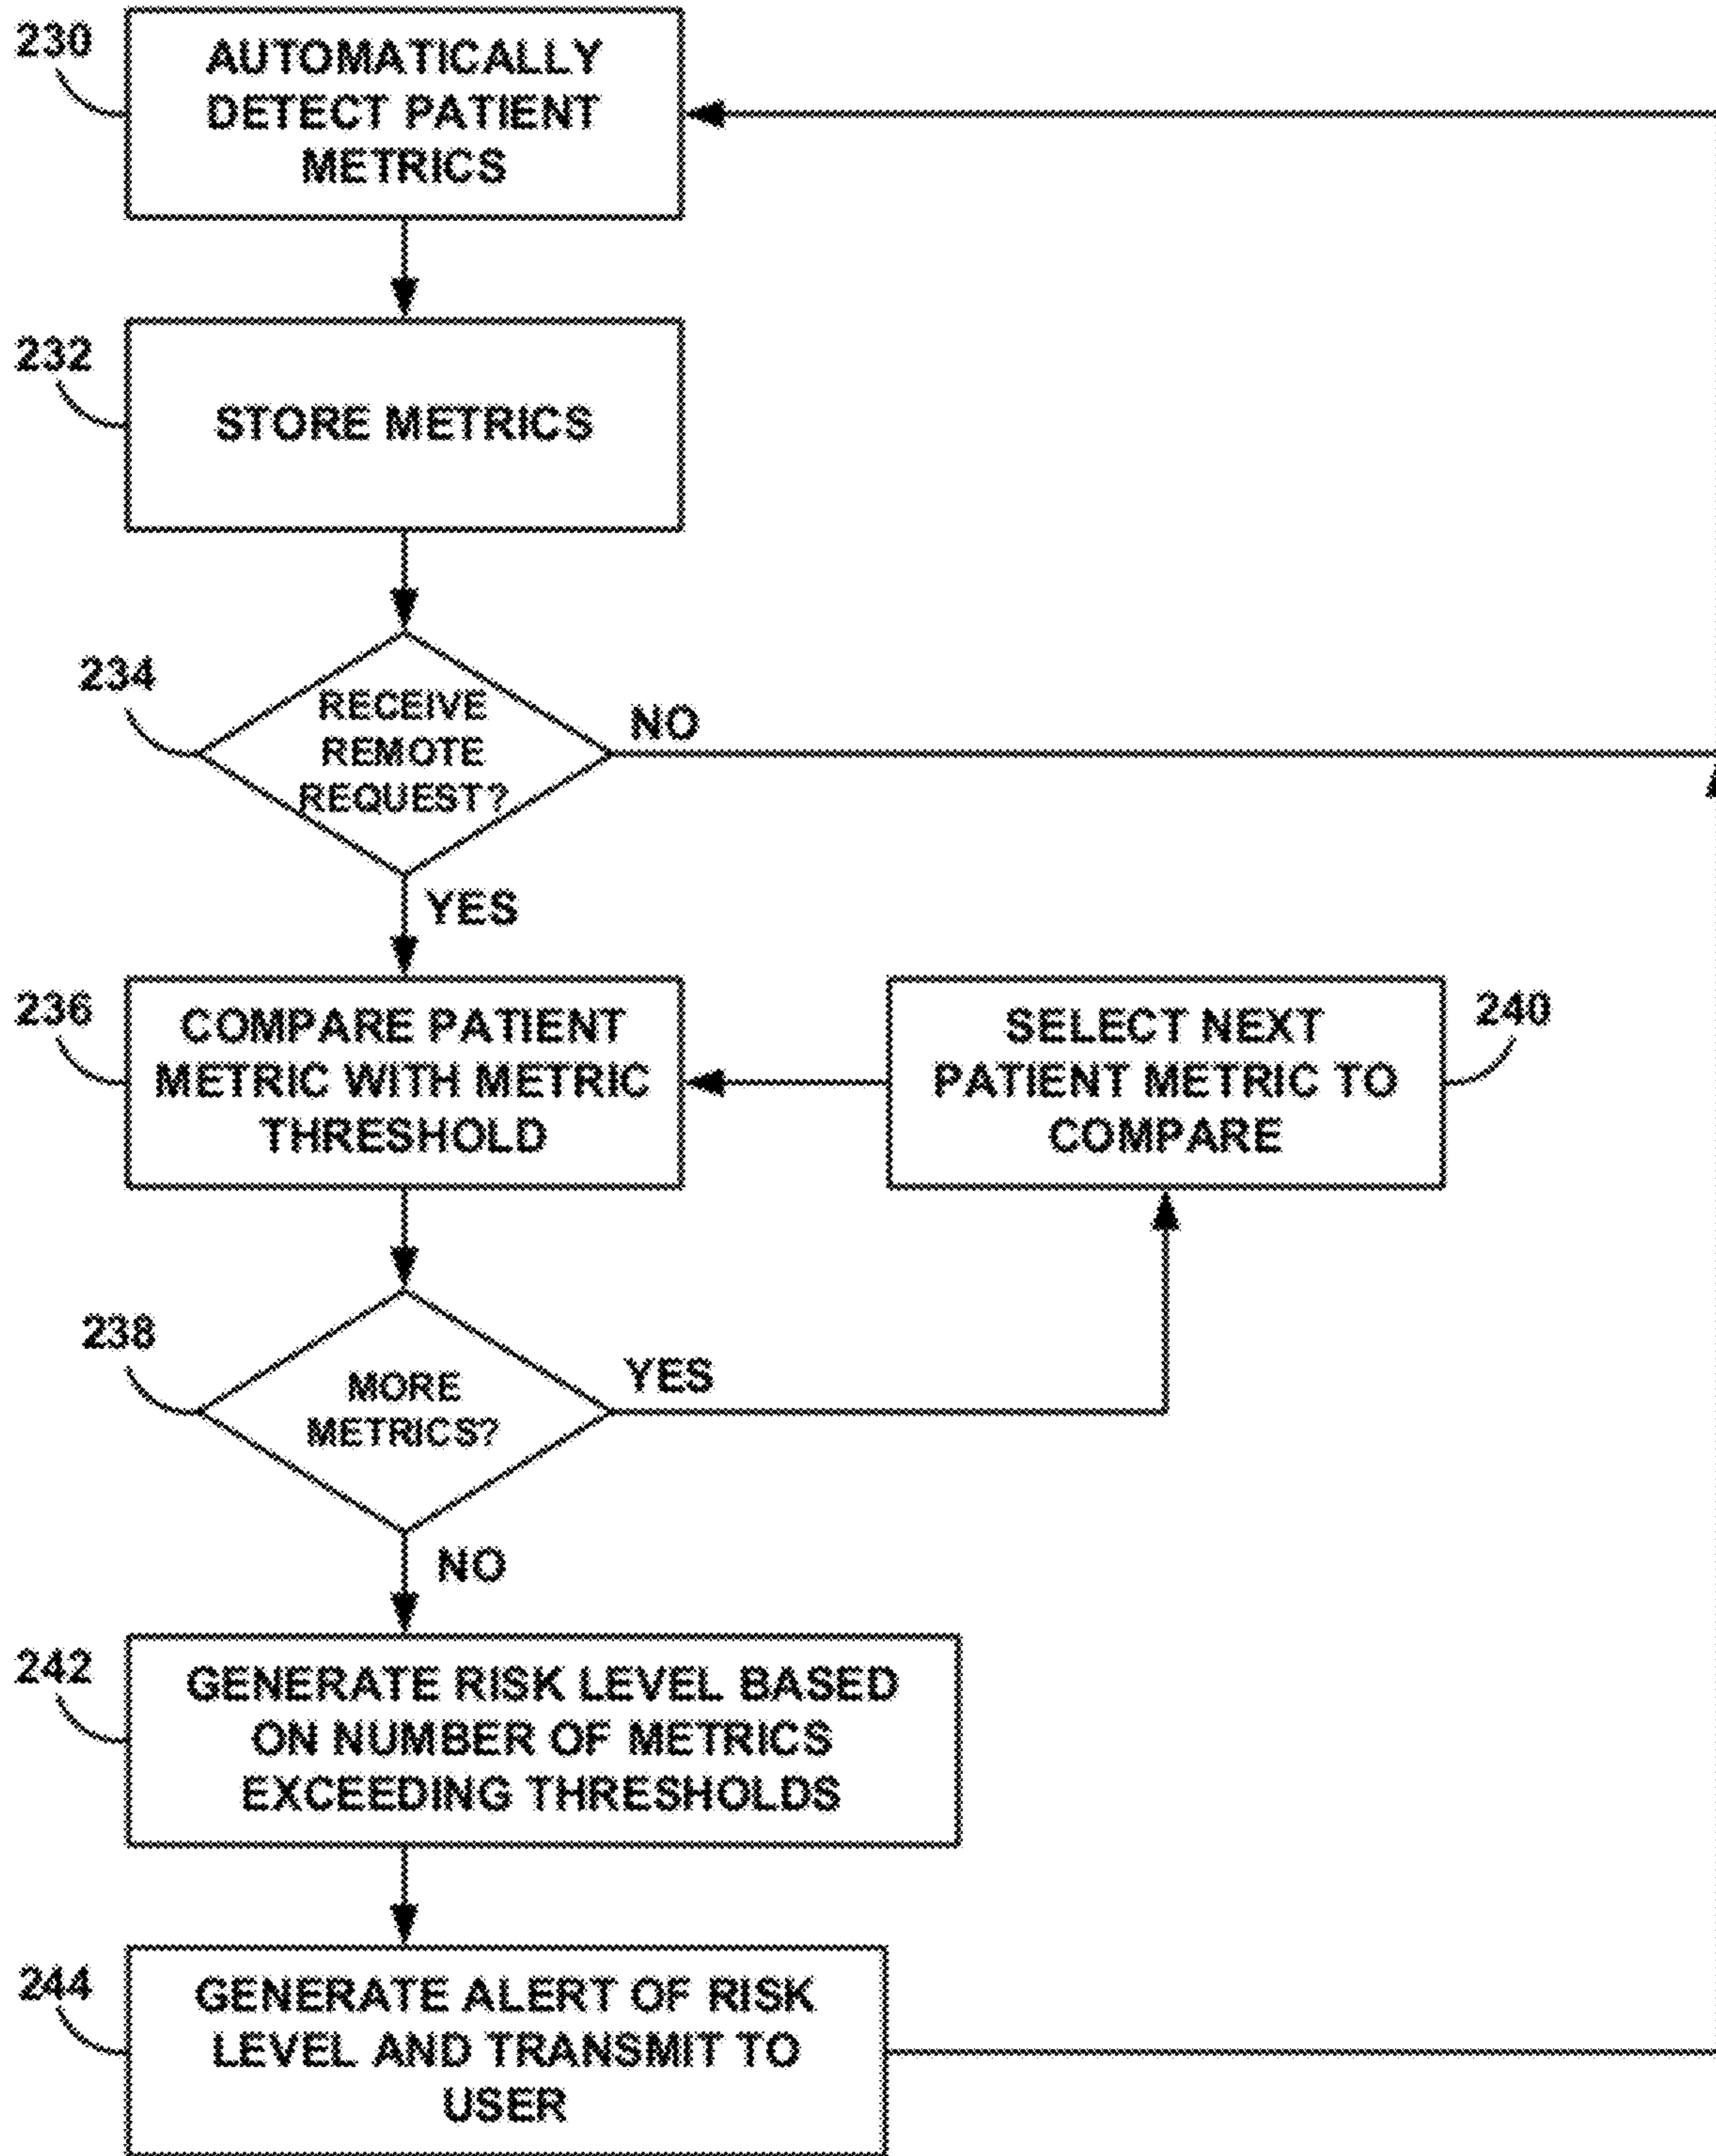 230
AUTOMATICALLY
DETECT PATIENT
METRICS
232
STORE METRICS
234
RECEIVE
REMOTE
REQUEST?
NO
YES
236
COMPARE PATIENT
METRIC WITH METRIC
THRESHOLD
SELECT NEXT
PATIENT METRIC TO
COMPARE
240
238
MORE
METRICS?
YES
NO
242
GENERATE RISK LEVEL BASED
ON NUMBER OF METRICS
EXCEEDING THRESHOLDS
244
GENERATE ALERT OF RISK
LEVEL AND TRANSMIT TO
USER